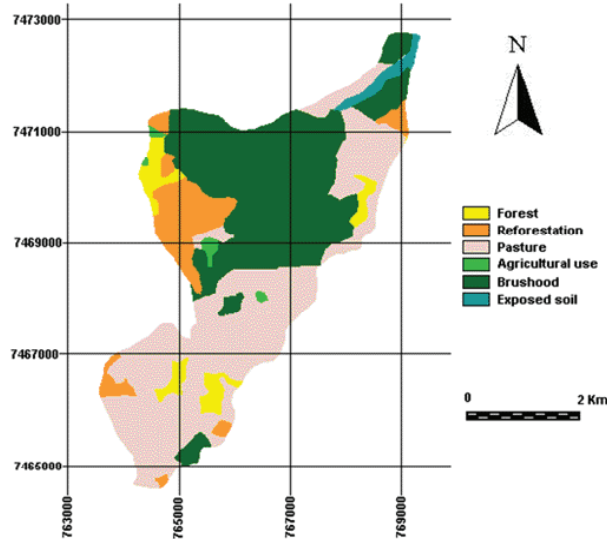 7473000
7471000
7469000
7467000
7465000
763000
765000
767000
769000
N
Forest
Reforestation
Pasture
Agricultural use
Brushood
Exposed soil
0 2 Km